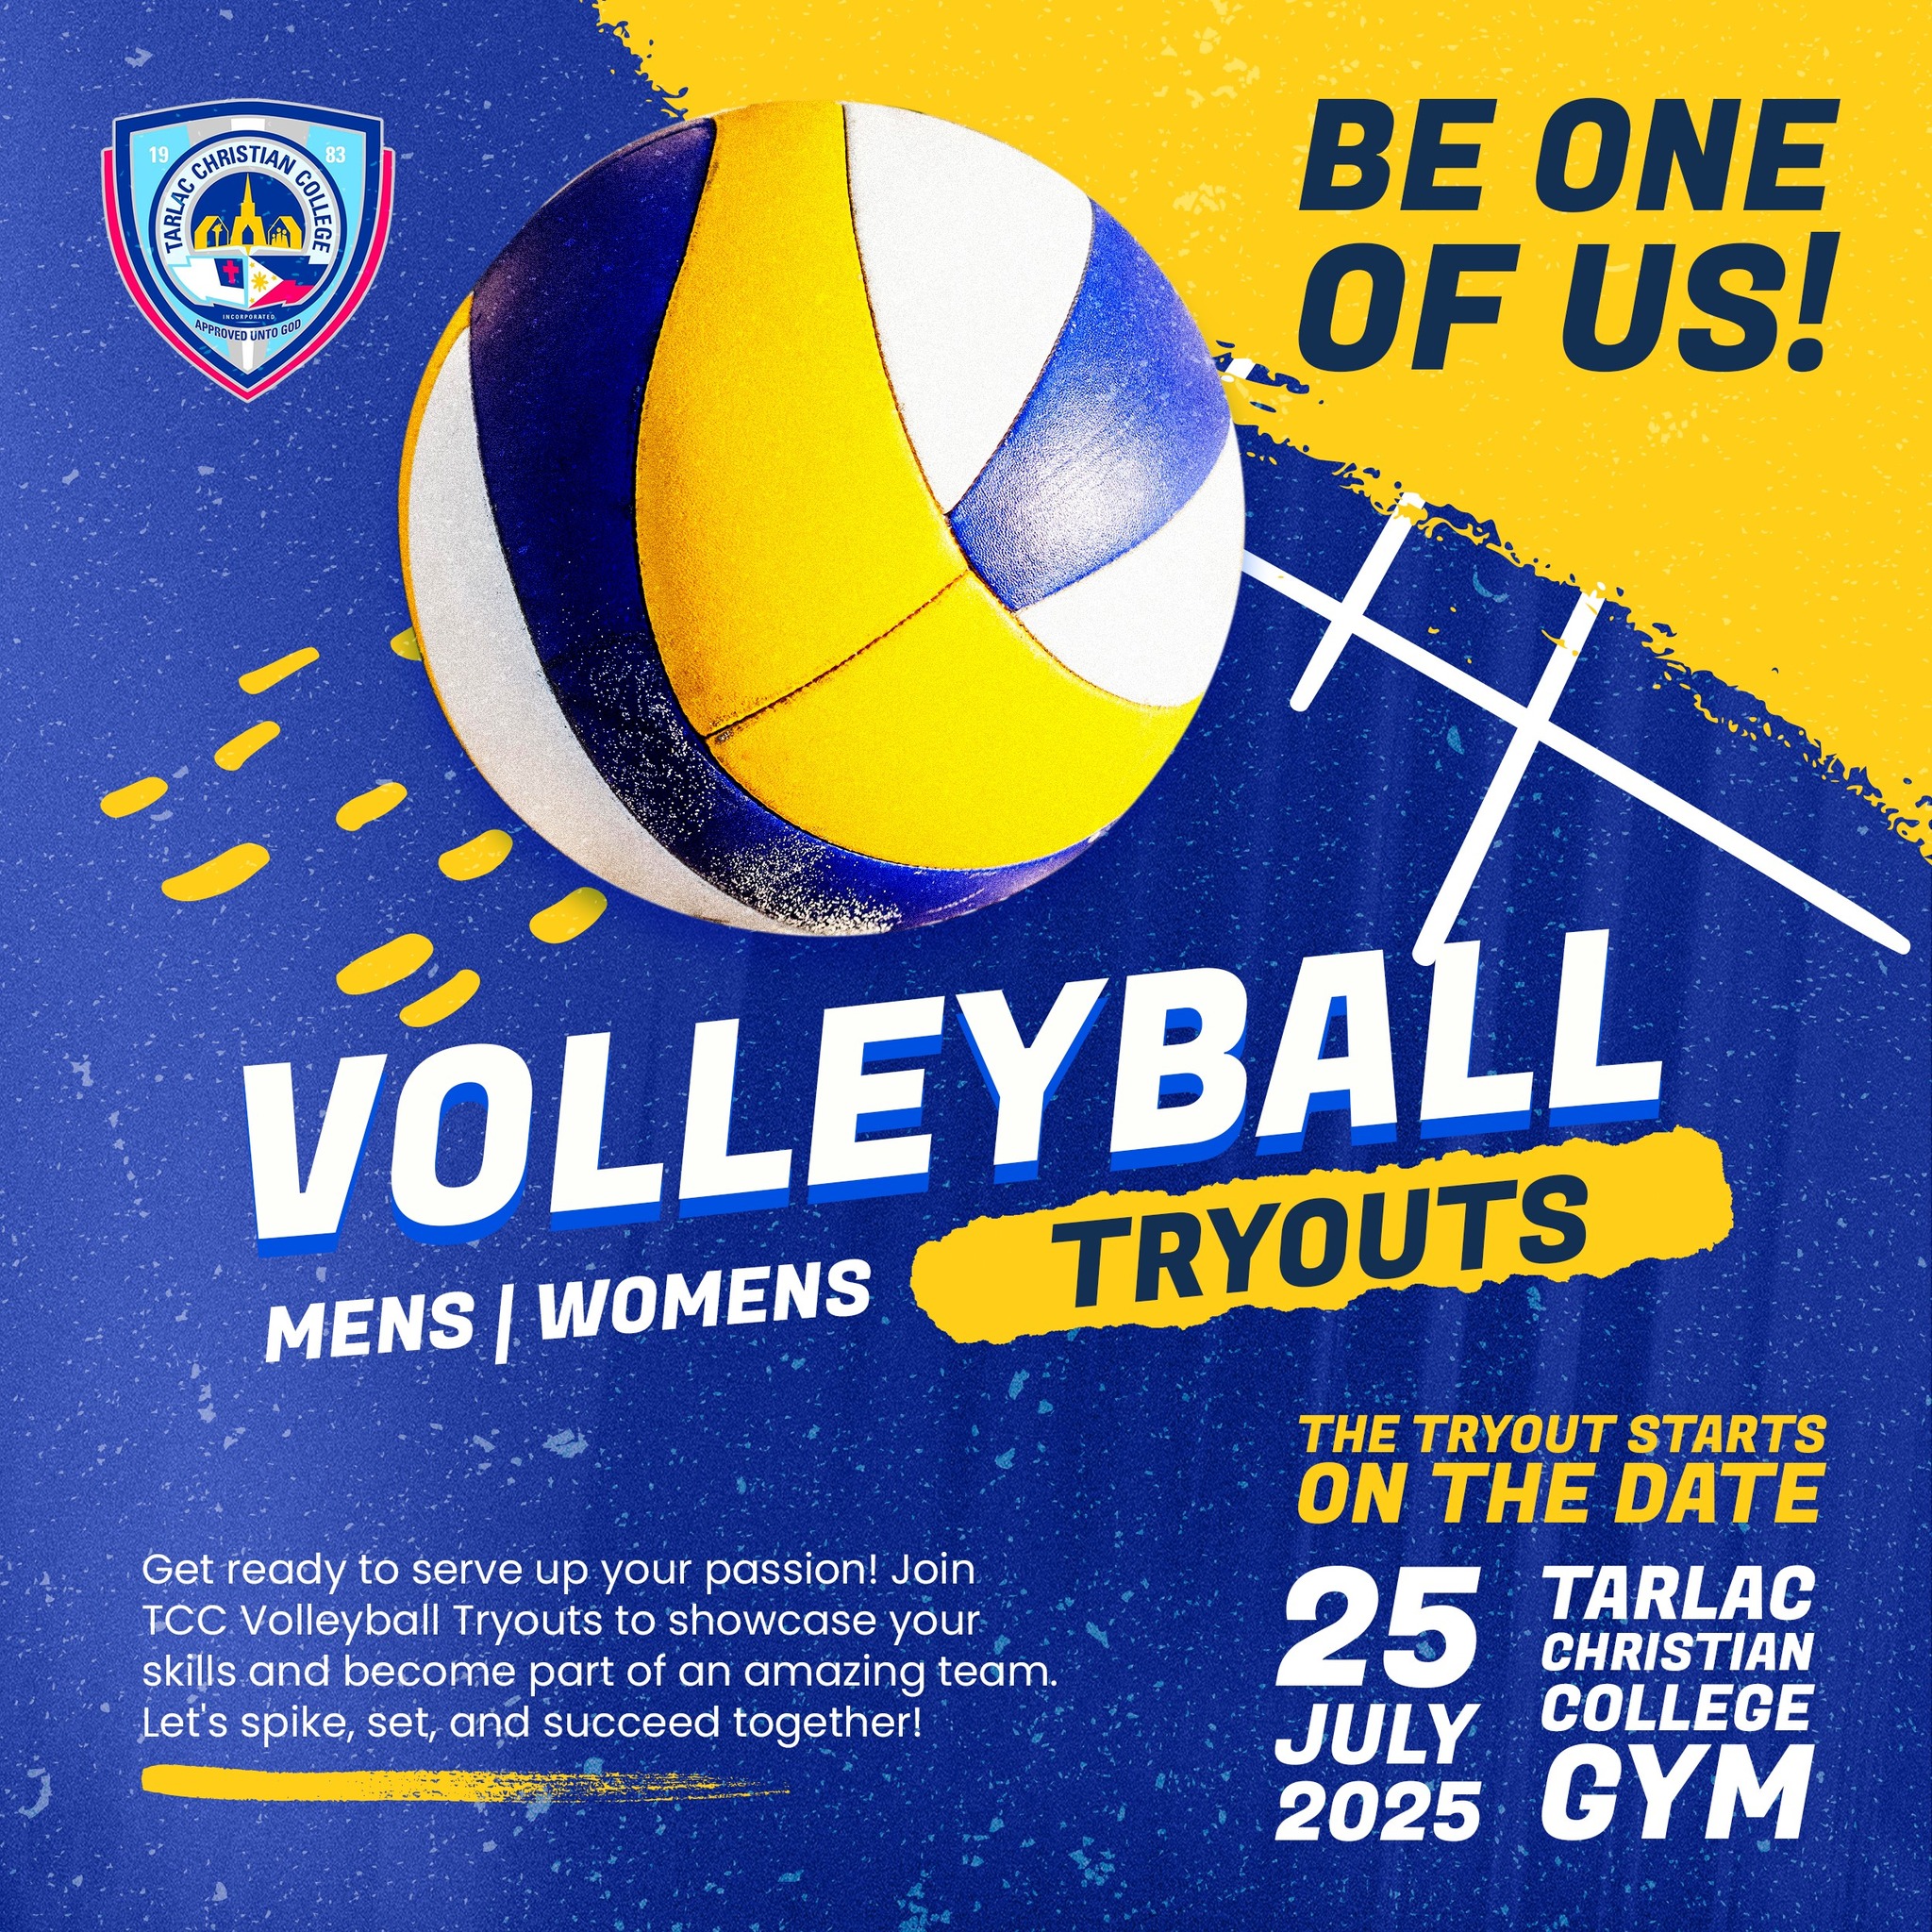 19 83
TARLAC CHRISTIAN COLLEGE
INCORPORATED
APPROVED UNTO GOD
BE ONE
OF US!
VOLLEYBALL
TRYOUTS
MENS | WOMENS
THE TRYOUT STARTS
ON THE DATE
25
JULY
2025
TARLAC
CHRISTIAN
COLLEGE
GYM
Get ready to serve up your passion! Join
TCC Volleyball Tryouts to showcase your
skills and become part of an amazing team.
Let's spike, set, and succeed together!